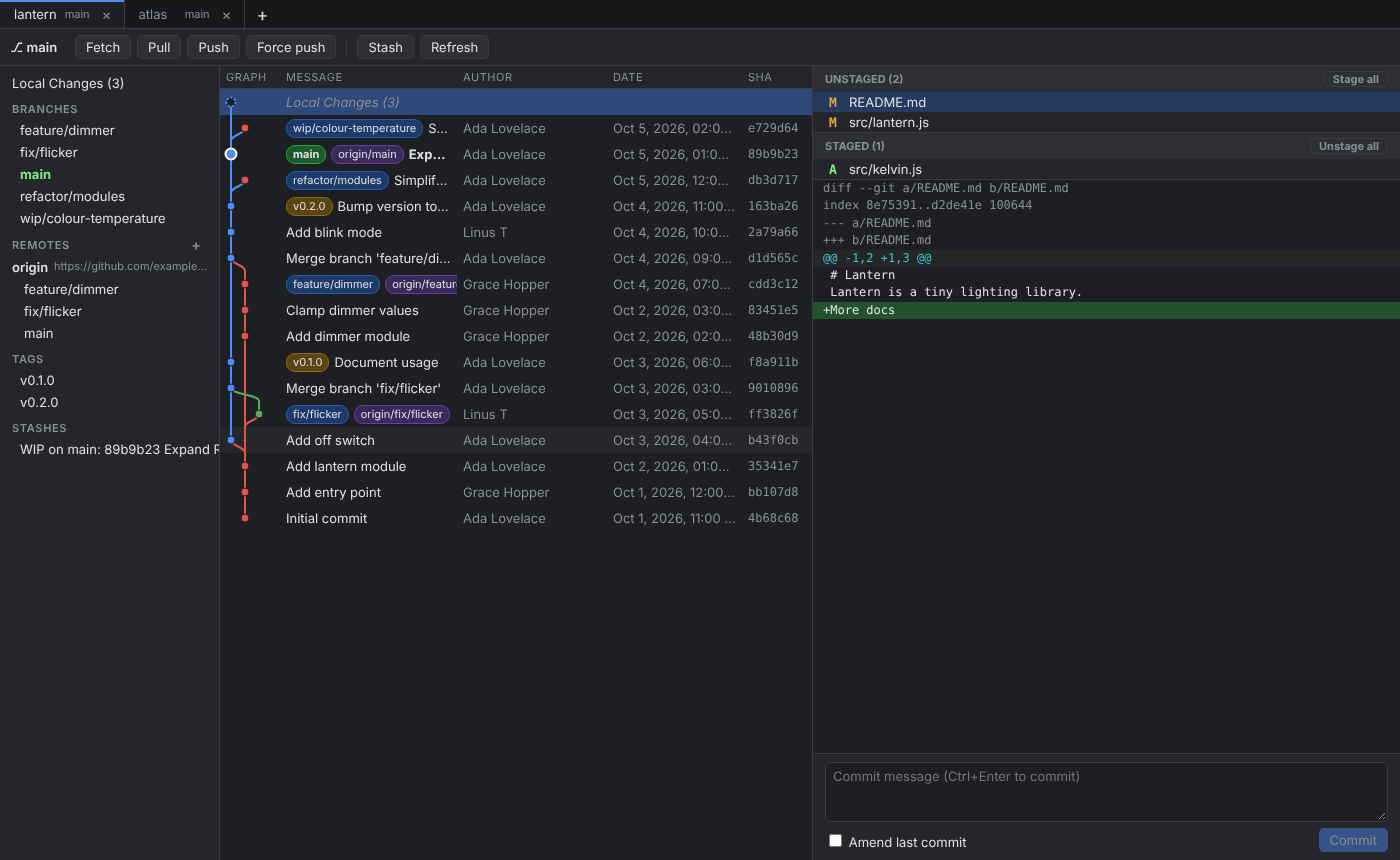 lantern main × atlas main × +
main Fetch Pull Push Force push Stash Refresh
Local Changes (3)
BRANCHES
feature/dimmer
fix/flicker
main
refactor/modules
wip/colour-temperature
REMOTES +
origin https://github.com/example...
feature/dimmer
fix/flicker
main
TAGS
v0.1.0
v0.2.0
STASHES
WIP on main: 89b9b23 Expand
GRAPH MESSAGE AUTHOR DATE SHA
Local Changes (3)
wip/colour-temperature S... Ada Lovelace Oct 5, 2026, 02:0... e729d64
main origin/main Exp... Ada Lovelace Oct 5, 2026, 01:0... 89b9b23
refactor/modules Simplif... Ada Lovelace Oct 5, 2026, 12:0... db3d717
v0.2.0 Bump version to... Ada Lovelace Oct 4, 2026, 11:00... 163ba26
Add blink mode Linus T Oct 4, 2026, 10:0... 2a79a66
Merge branch 'feature/di... Ada Lovelace Oct 4, 2026, 09:0... d1d565c
feature/dimmer origin/featur Grace Hopper Oct 4, 2026, 07:0... cdd3c12
Clamp dimmer values Grace Hopper Oct 2, 2026, 03:0... 83451e5
Add dimmer module Grace Hopper Oct 2, 2026, 02:0... 48b30d9
v0.1.0 Document usage Ada Lovelace Oct 3, 2026, 06:0... f8a911b
Merge branch 'fix/flicker' Ada Lovelace Oct 3, 2026, 03:0... 9010896
fix/flicker origin/fix/flicker Linus T Oct 3, 2026, 05:0... ff3826f
Add off switch Ada Lovelace Oct 3, 2026, 04:0... b43f0cb
Add lantern module Ada Lovelace Oct 2, 2026, 01:0... 35341e7
Add entry point Grace Hopper Oct 1, 2026, 12:00... bb107d8
Initial commit Ada Lovelace Oct 1, 2026, 11:00 ... 4b68c68
UNSTAGED (2) Stage all
M README.md
M src/lantern.js
STAGED (1) Unstage all
A src/kelvin.js
diff --git a/README.md b/README.md
index 8e75391..d2de41e 100644
--- a/README.md
+++ b/README.md
@@ -1,2 +1,3 @@
# Lantern
Lantern is a tiny lighting library.
+More docs
Commit message (Ctrl+Enter to commit)
Amend last commit Commit